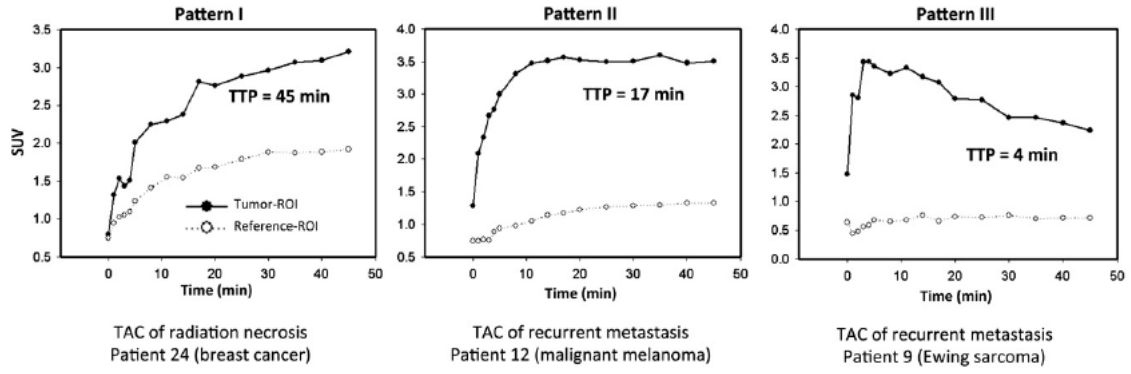 Pattern I
SUV
3.5
3.0
2.5
2.0
1.5
1.0
0.5
TTP = 45 min
Tumor-ROI
Reference-ROI
0 10 20 30 40 50
Time (min)
TAC of radiation necrosis
Patient 24 (breast cancer)
Pattern II
4.0
3.5
3.0
2.5
2.0
1.5
1.0
0.5
TTP = 17 min
0 10 20 30 40 50
Time (min)
TAC of recurrent metastasis
Patient 12 (malignant melanoma)
Pattern III
4.0
3.5
3.0
2.5
2.0
1.5
1.0
0.5
0.0
TTP = 4 min
0 10 20 30 40 50
Time (min)
TAC of recurrent metastasis
Patient 9 (Ewing sarcoma)